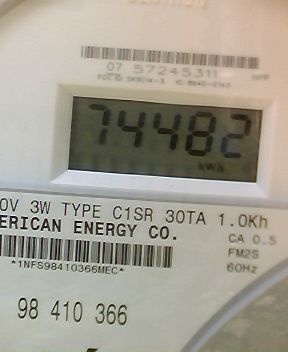 07 57245311
74482
kWh
0V 3W TYPE C1SR 30TA 1.0Kh
ERICAN ENERGY CO.
CA 0.5
FM2S
*1NFS98410366MEC*
60Hz
98 410 366